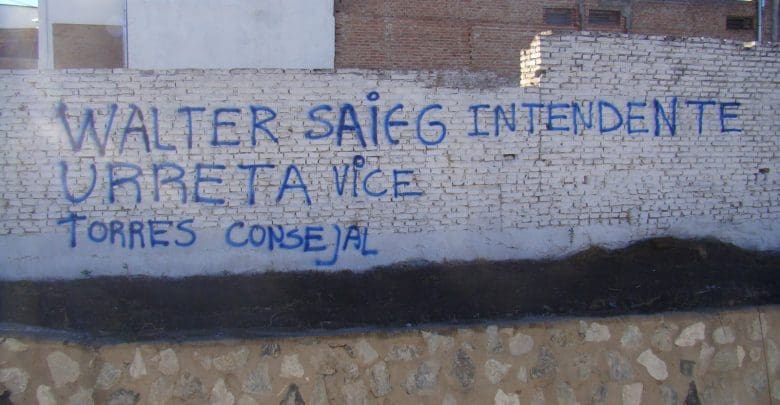 WALTER SAiEG INTENDENTE
URRETA ViCE
TORRES CONSEJAL